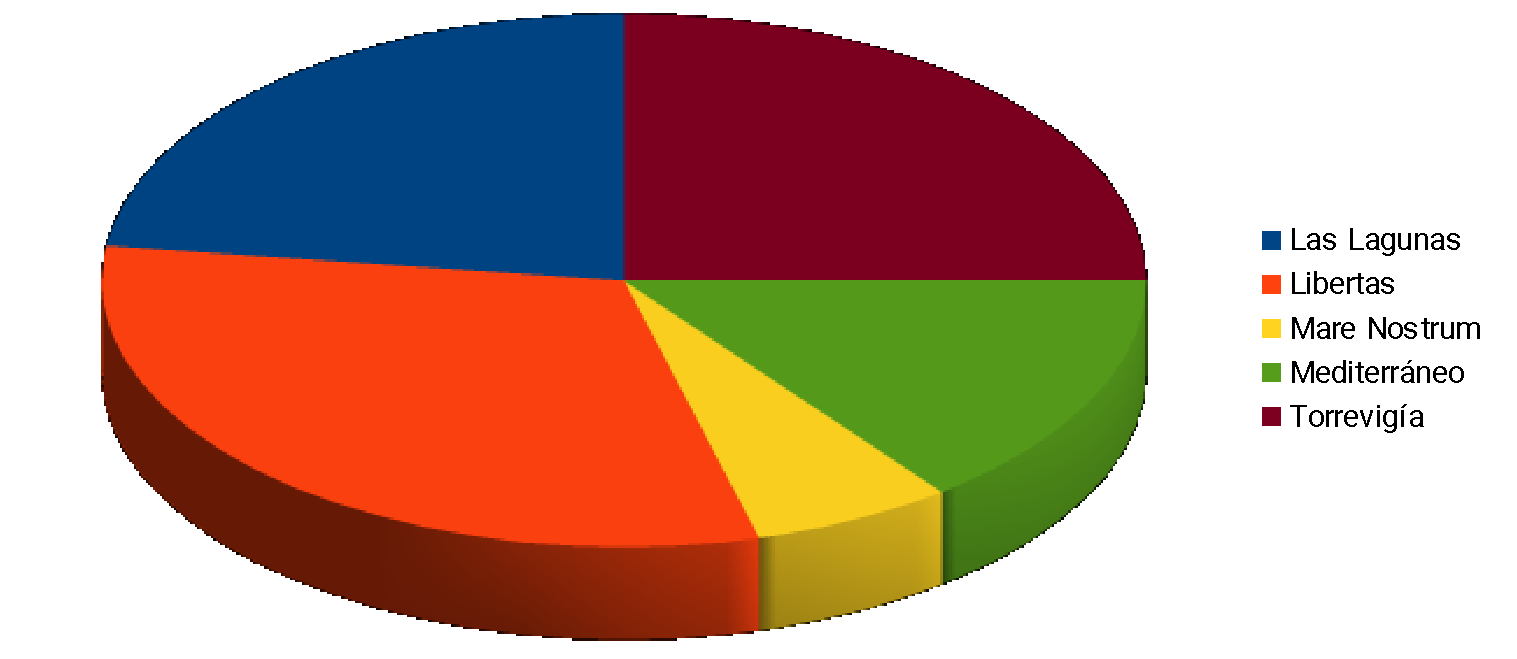 Las Lagunas
Libertas
Mare Nostrum
Mediterráneo
Torrevigía